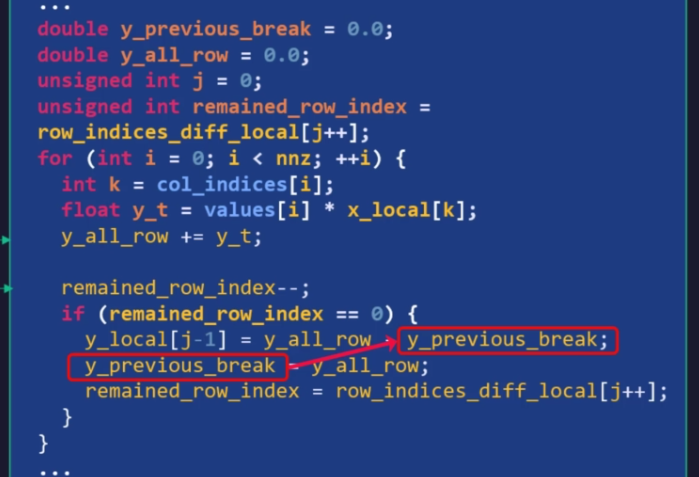 ...
double y_previous_break = 0.0;
double y_all_row = 0.0;
unsigned int j = 0;
unsigned int remained_row_index =
row_indices_diff_local[j++];
for (int i = 0; i < nnz; ++i) {
int k = col_indices[i];
float y_t = values[i] * x_local[k];
y_all_row += y_t;
remained_row_index--;
if (remained_row_index == 0) {
y_local[j-1] = y_all_row - y_previous_break;
y_previous_break = y_all_row;
remained_row_index = row_indices_diff_local[j++];
}
}
...